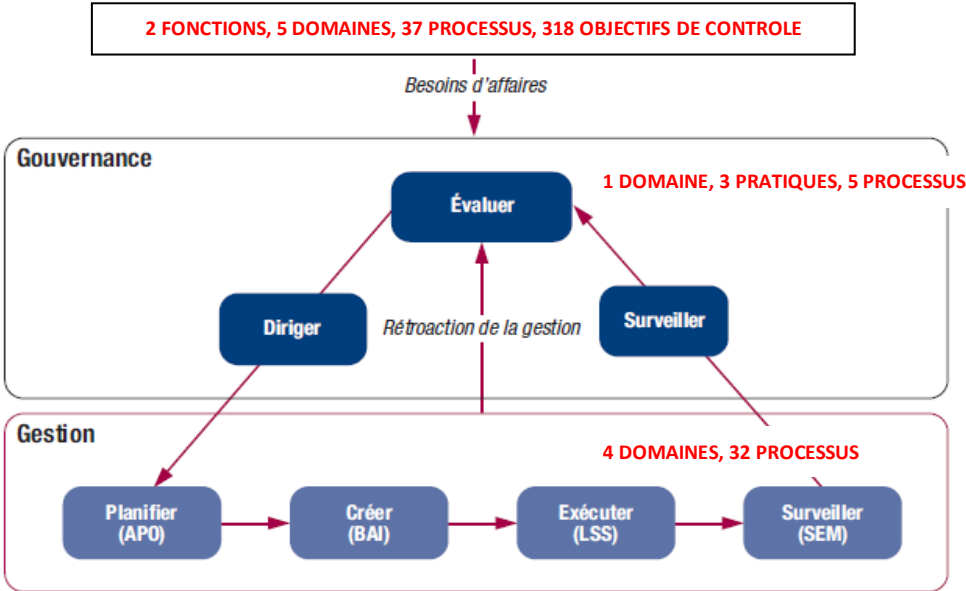 2 FONCTIONS, 5 DOMAINES, 37 PROCESSUS, 318 OBJECTIFS DE CONTROLE
Besoins d'affaires
Gouvernance
1 DOMAINE, 3 PRATIQUES, 5 PROCESSUS
Évaluer
Diriger
Rétroaction de la gestion
Surveiller
Gestion
4 DOMAINES, 32 PROCESSUS
Planifier
(APO)
Créer
(BAI)
Exécuter
(LSS)
Surveiller
(SEM)